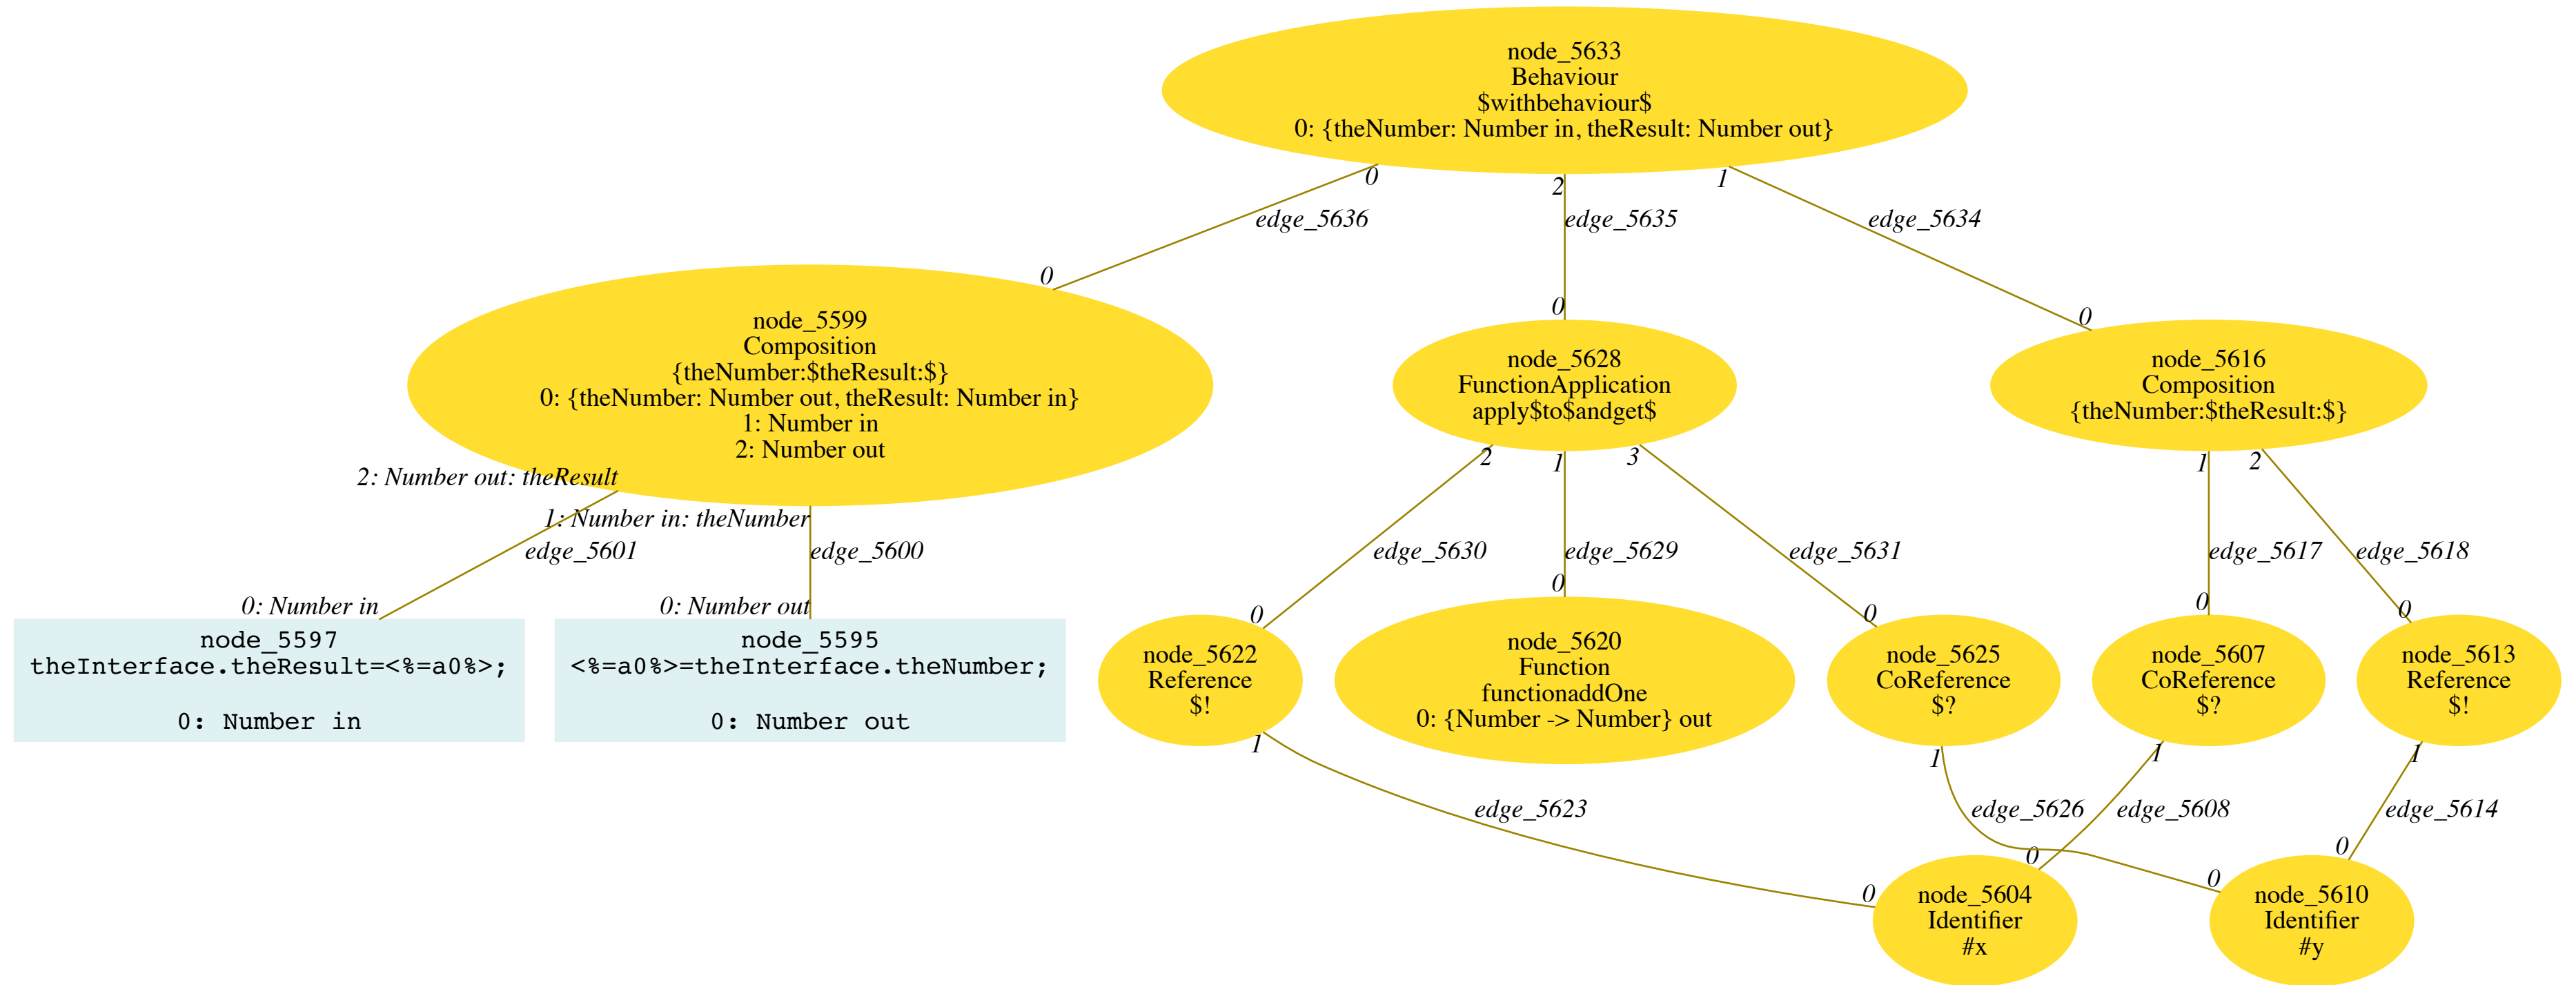 node_5633
Behaviour
$withbehaviour$
0: {theNumber: Number in, theResult: Number out}
0
2
1
edge_5636
edge_5635
edge_5634
0
0
0
node_5599
Composition
{theNumber:$theResult:$}
0: {theNumber: Number out, theResult: Number in}
1: Number in
2: Number out
node_5628
FunctionApplication
apply$to$andget$
node_5616
Composition
{theNumber:$theResult:$}
2: Number out: theResult
1: Number in: theNumber
2
1
3
1
2
edge_5601
edge_5600
edge_5630
edge_5629
edge_5631
edge_5617
edge_5618
0: Number in
0: Number out
0
0
0
0
0
node_5597
theInterface.theResult=<%=a0%>;
0: Number in
node_5595
<%=a0%>=theInterface.theNumber;
0: Number out
node_5622
Reference
$!
node_5620
Function
functionaddOne
0: {Number -> Number} out
node_5625
CoReference
$?
node_5607
CoReference
$?
node_5613
Reference
$!
1
1
1
1
edge_5623
edge_5626
edge_5608
edge_5614
0
0
0
0
node_5604
Identifier
#x
node_5610
Identifier
#y